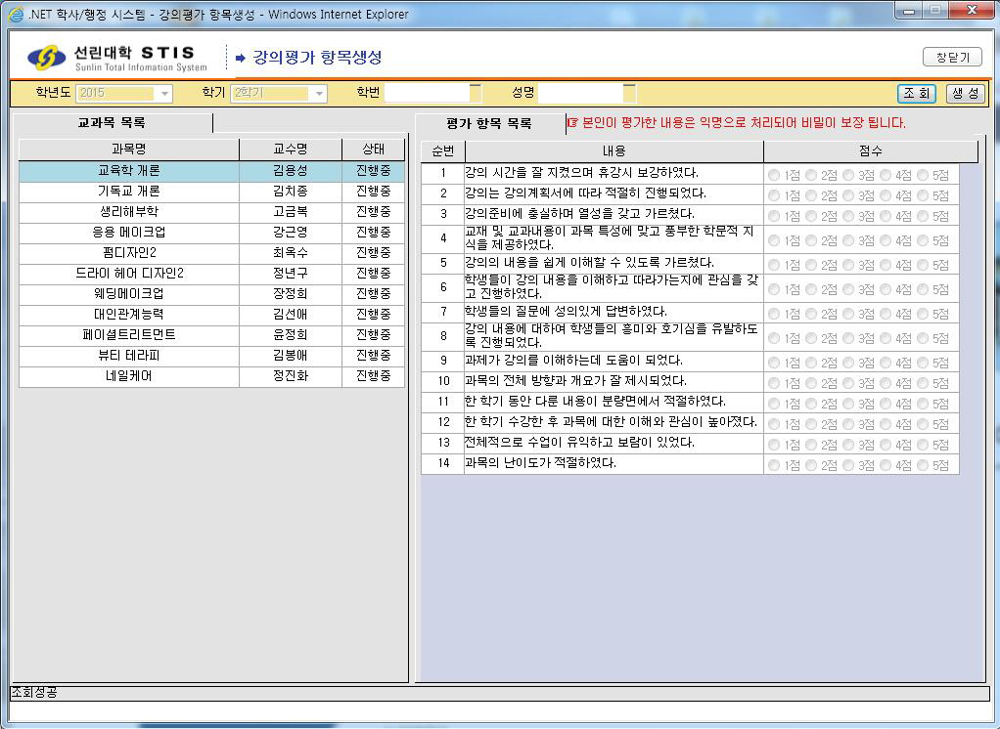 .NET 학사/행정 시스템 - 강의평가 항목생성 - Windows Internet Explorer
선린대학 STIS
Sunlin Total Infomation System
강의평가 항목생성
창닫기
학년도 2015 학기 2학기 학번 성명 조 회 생 성
교과목 목록
과목명 교수명 상태
교육학 개론 김용성 진행중
기독교 개론 김치종 진행중
생리해부학 고금복 진행중
응용 메이크업 강근영 진행중
펌디자인2 최옥수 진행중
드라이 헤어 디자인2 정년구 진행중
웨딩메이크업 장정희 진행중
대인관계능력 김선애 진행중
페이셜트리트먼트 윤정희 진행중
뷰티 테라피 김봉애 진행중
네일케어 정진화 진행중
평가 항목 목록
☞ 본인이 평가한 내용은 익명으로 처리되어 비밀이 보장 됩니다.
순번 내용 점수
1 강의 시간을 잘 지켰으며 휴강시 보강하였다. 1점 2점 3점 4점 5점
2 강의는 강의계획서에 따라 적절히 진행되었다. 1점 2점 3점 4점 5점
3 강의준비에 충실하며 열성을 갖고 가르쳤다. 1점 2점 3점 4점 5점
4 교재 및 교과내용이 과목 특성에 맞고 풍부한 학문적 지
식을 제공하였다. 1점 2점 3점 4점 5점
5 강의의 내용을 쉽게 이해할 수 있도록 가르쳤다. 1점 2점 3점 4점 5점
6 학생들이 강의 내용을 이해하고 따라가는지에 관심을 갖
고 진행하였다. 1점 2점 3점 4점 5점
7 학생들의 질문에 성의있게 답변하였다. 1점 2점 3점 4점 5점
8 강의 내용에 대하여 학생들의 흥미와 호기심을 유발하도
록 진행되었다. 1점 2점 3점 4점 5점
9 과제가 강의를 이해하는데 도움이 되었다. 1점 2점 3점 4점 5점
10 과목의 전체 방향과 개요가 잘 제시되었다. 1점 2점 3점 4점 5점
11 한 학기 동안 다룬 내용이 분량면에서 적절하였다. 1점 2점 3점 4점 5점
12 한 학기 수강한 후 과목에 대한 이해와 관심이 높아졌다. 1점 2점 3점 4점 5점
13 전체적으로 수업이 유익하고 보람이 있었다. 1점 2점 3점 4점 5점
14 과목의 난이도가 적절하였다. 1점 2점 3점 4점 5점
조회성공